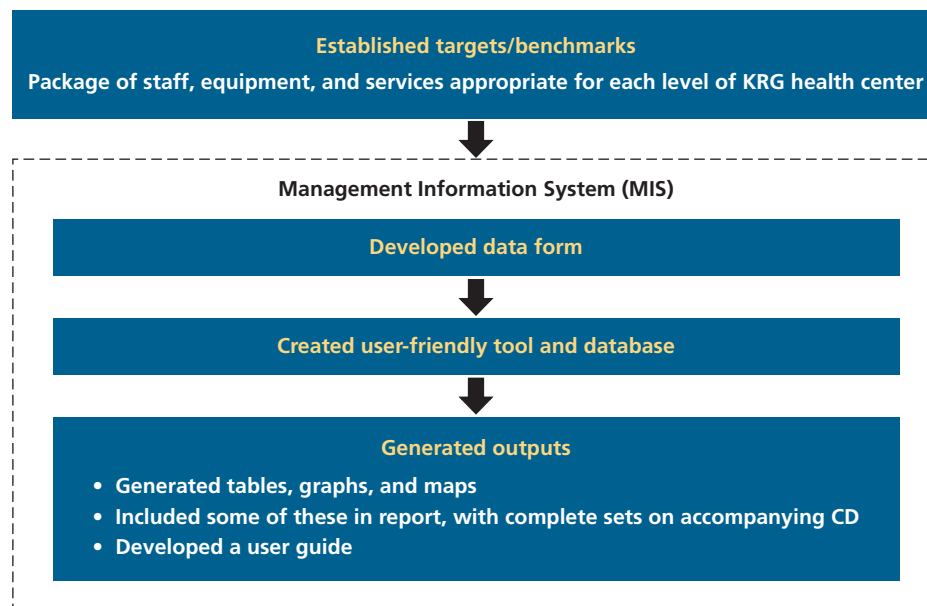 Established targets/benchmarks
Package of staff, equipment, and services appropriate for each level of KRG health center
Management Information System (MIS)
Developed data form
Created user-friendly tool and database
Generated outputs
• Generated tables, graphs, and maps
• Included some of these in report, with complete sets on accompanying CD
• Developed a user guide